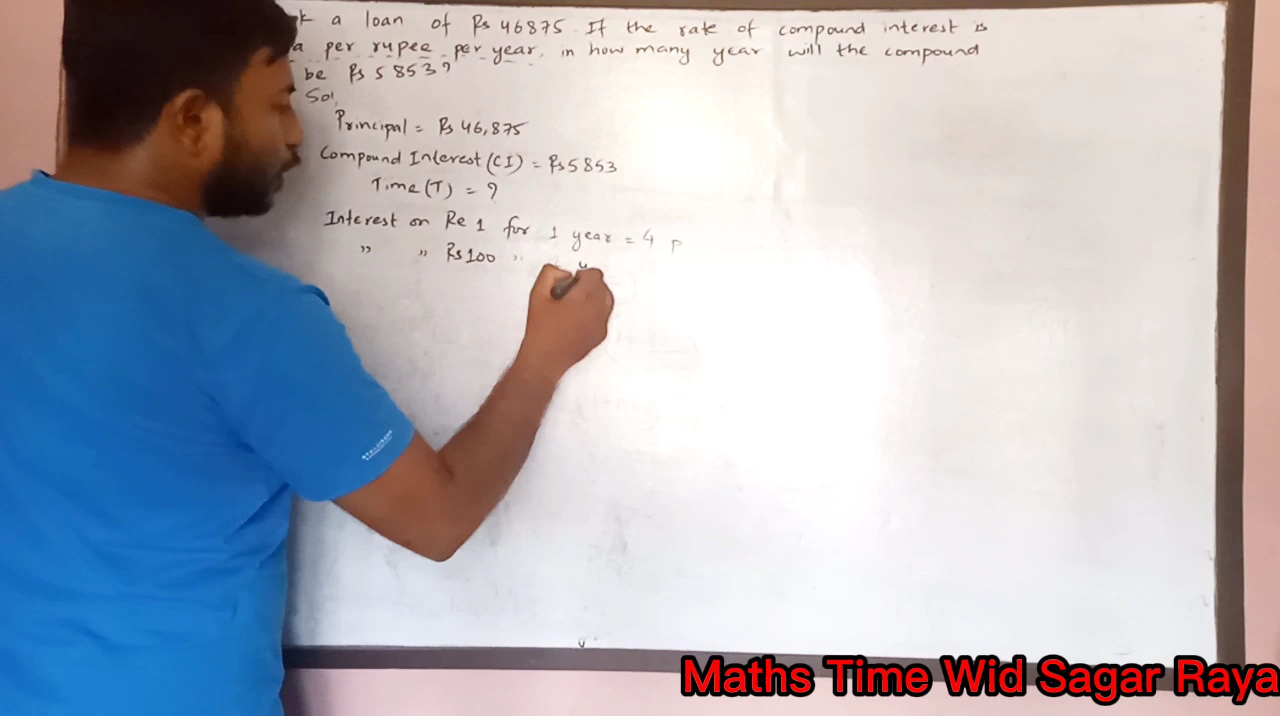 k a loan of Rs 46875. If the rate of compound interest is
a per rupee per year, in how many year will the compound
be Rs 5853?
Sol,
Principal = Rs 46,875
Compound Interest (CI) = Rs 5853
Time (T) = ?
Interest on Re 1 for 1 year = 4 p
" " Rs 100 "
Maths Time Wid Sagar Raya